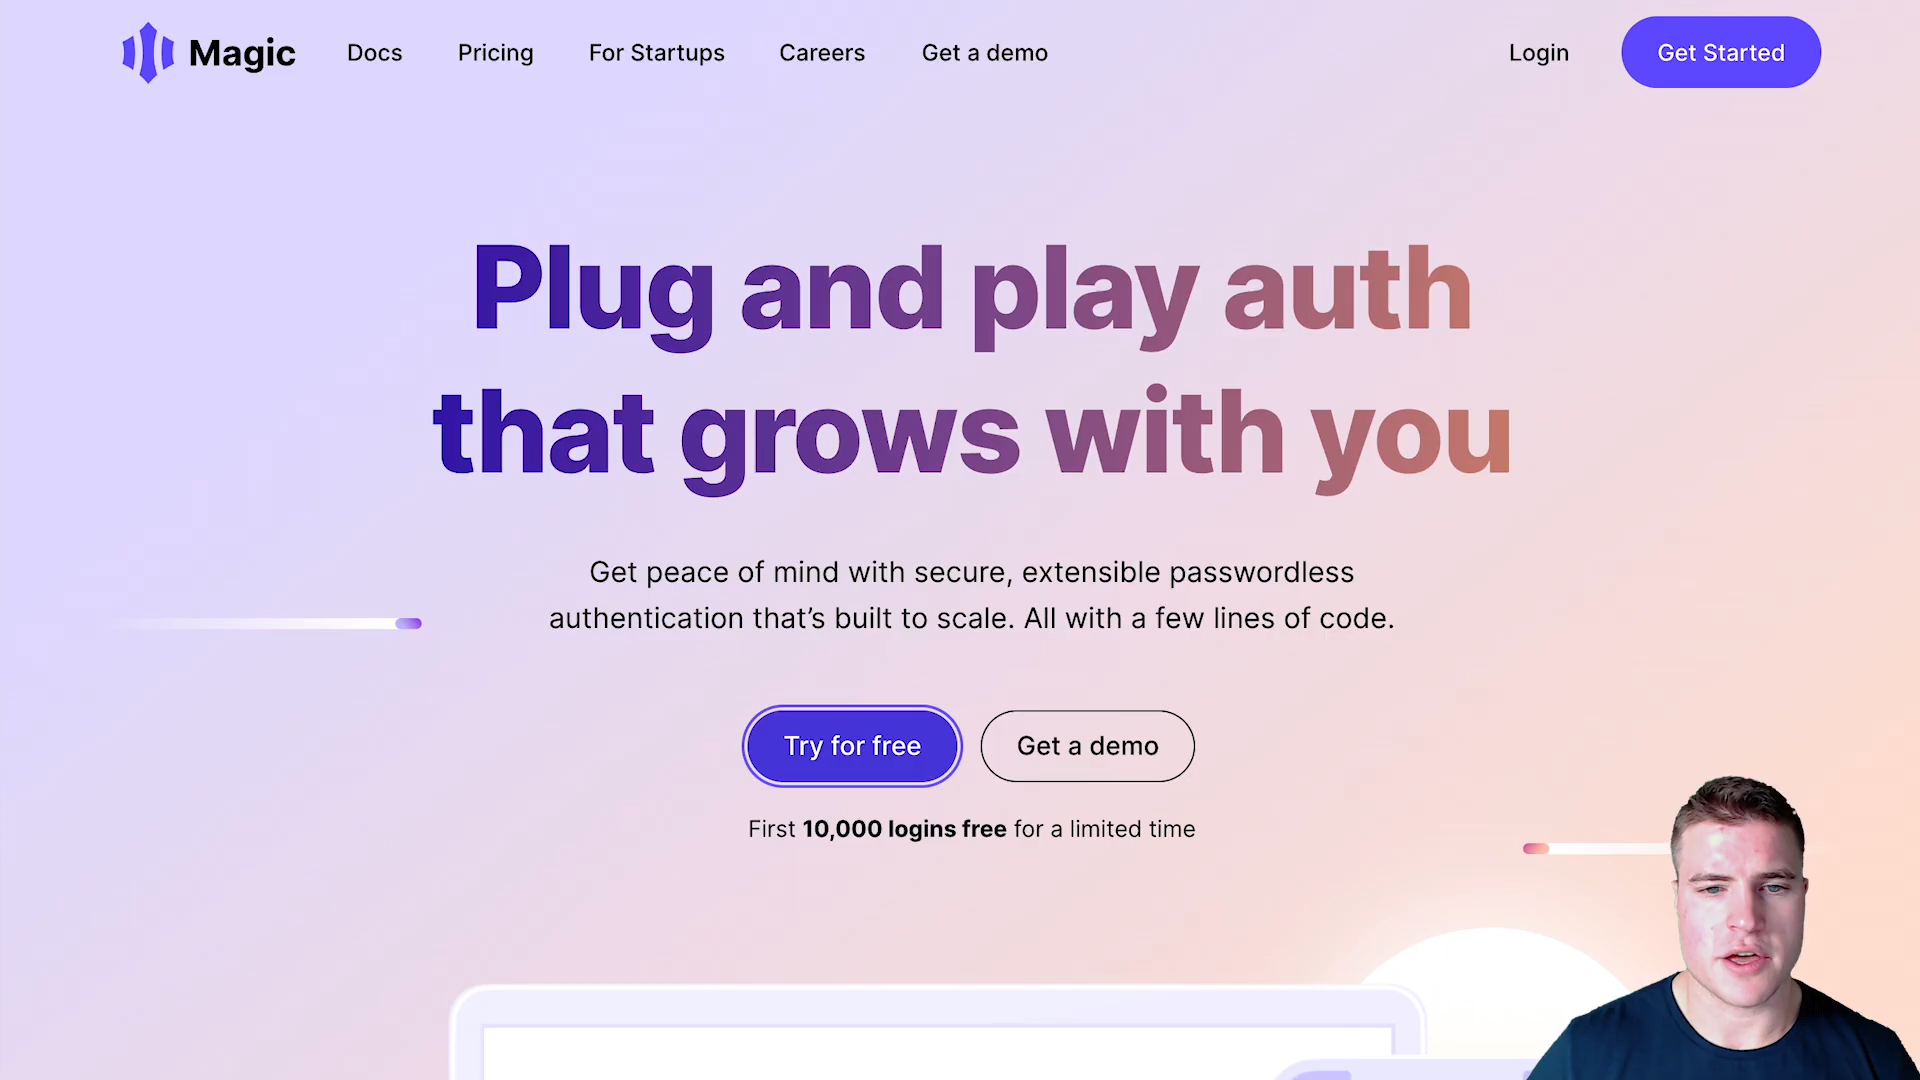 Magic
Docs
Pricing
For Startups
Careers
Get a demo
Login
Get Started
Plug and play auth
that grows with you
Get peace of mind with secure, extensible passwordless
authentication that’s built to scale. All with a few lines of code.
Try for free
Get a demo
First 10,000 logins free for a limited time